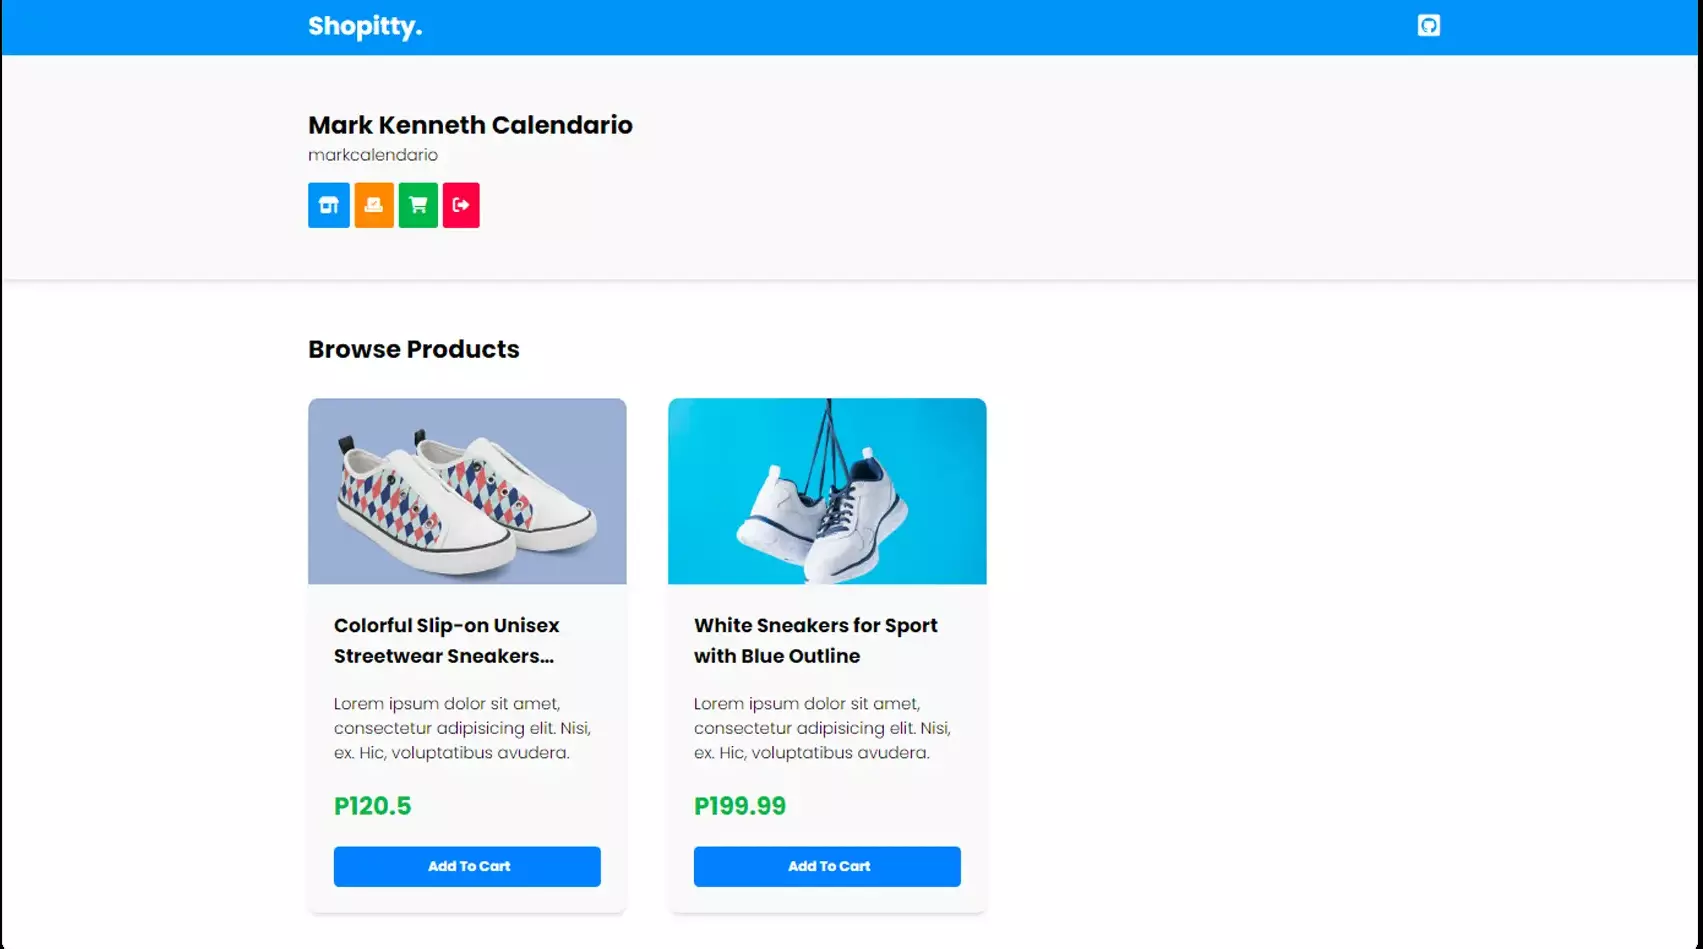 Shopitty.
Mark Kenneth Calendario
markcalendario
Browse Products
Colorful Slip-on Unisex
Streetwear Sneakers...
Lorem ipsum dolor sit amet,
consectetur adipisicing elit. Nisi,
ex. Hic, voluptatibus avudera.
P120.5
Add To Cart
White Sneakers for Sport
with Blue Outline
Lorem ipsum dolor sit amet,
consectetur adipisicing elit. Nisi,
ex. Hic, voluptatibus avudera.
P199.99
Add To Cart